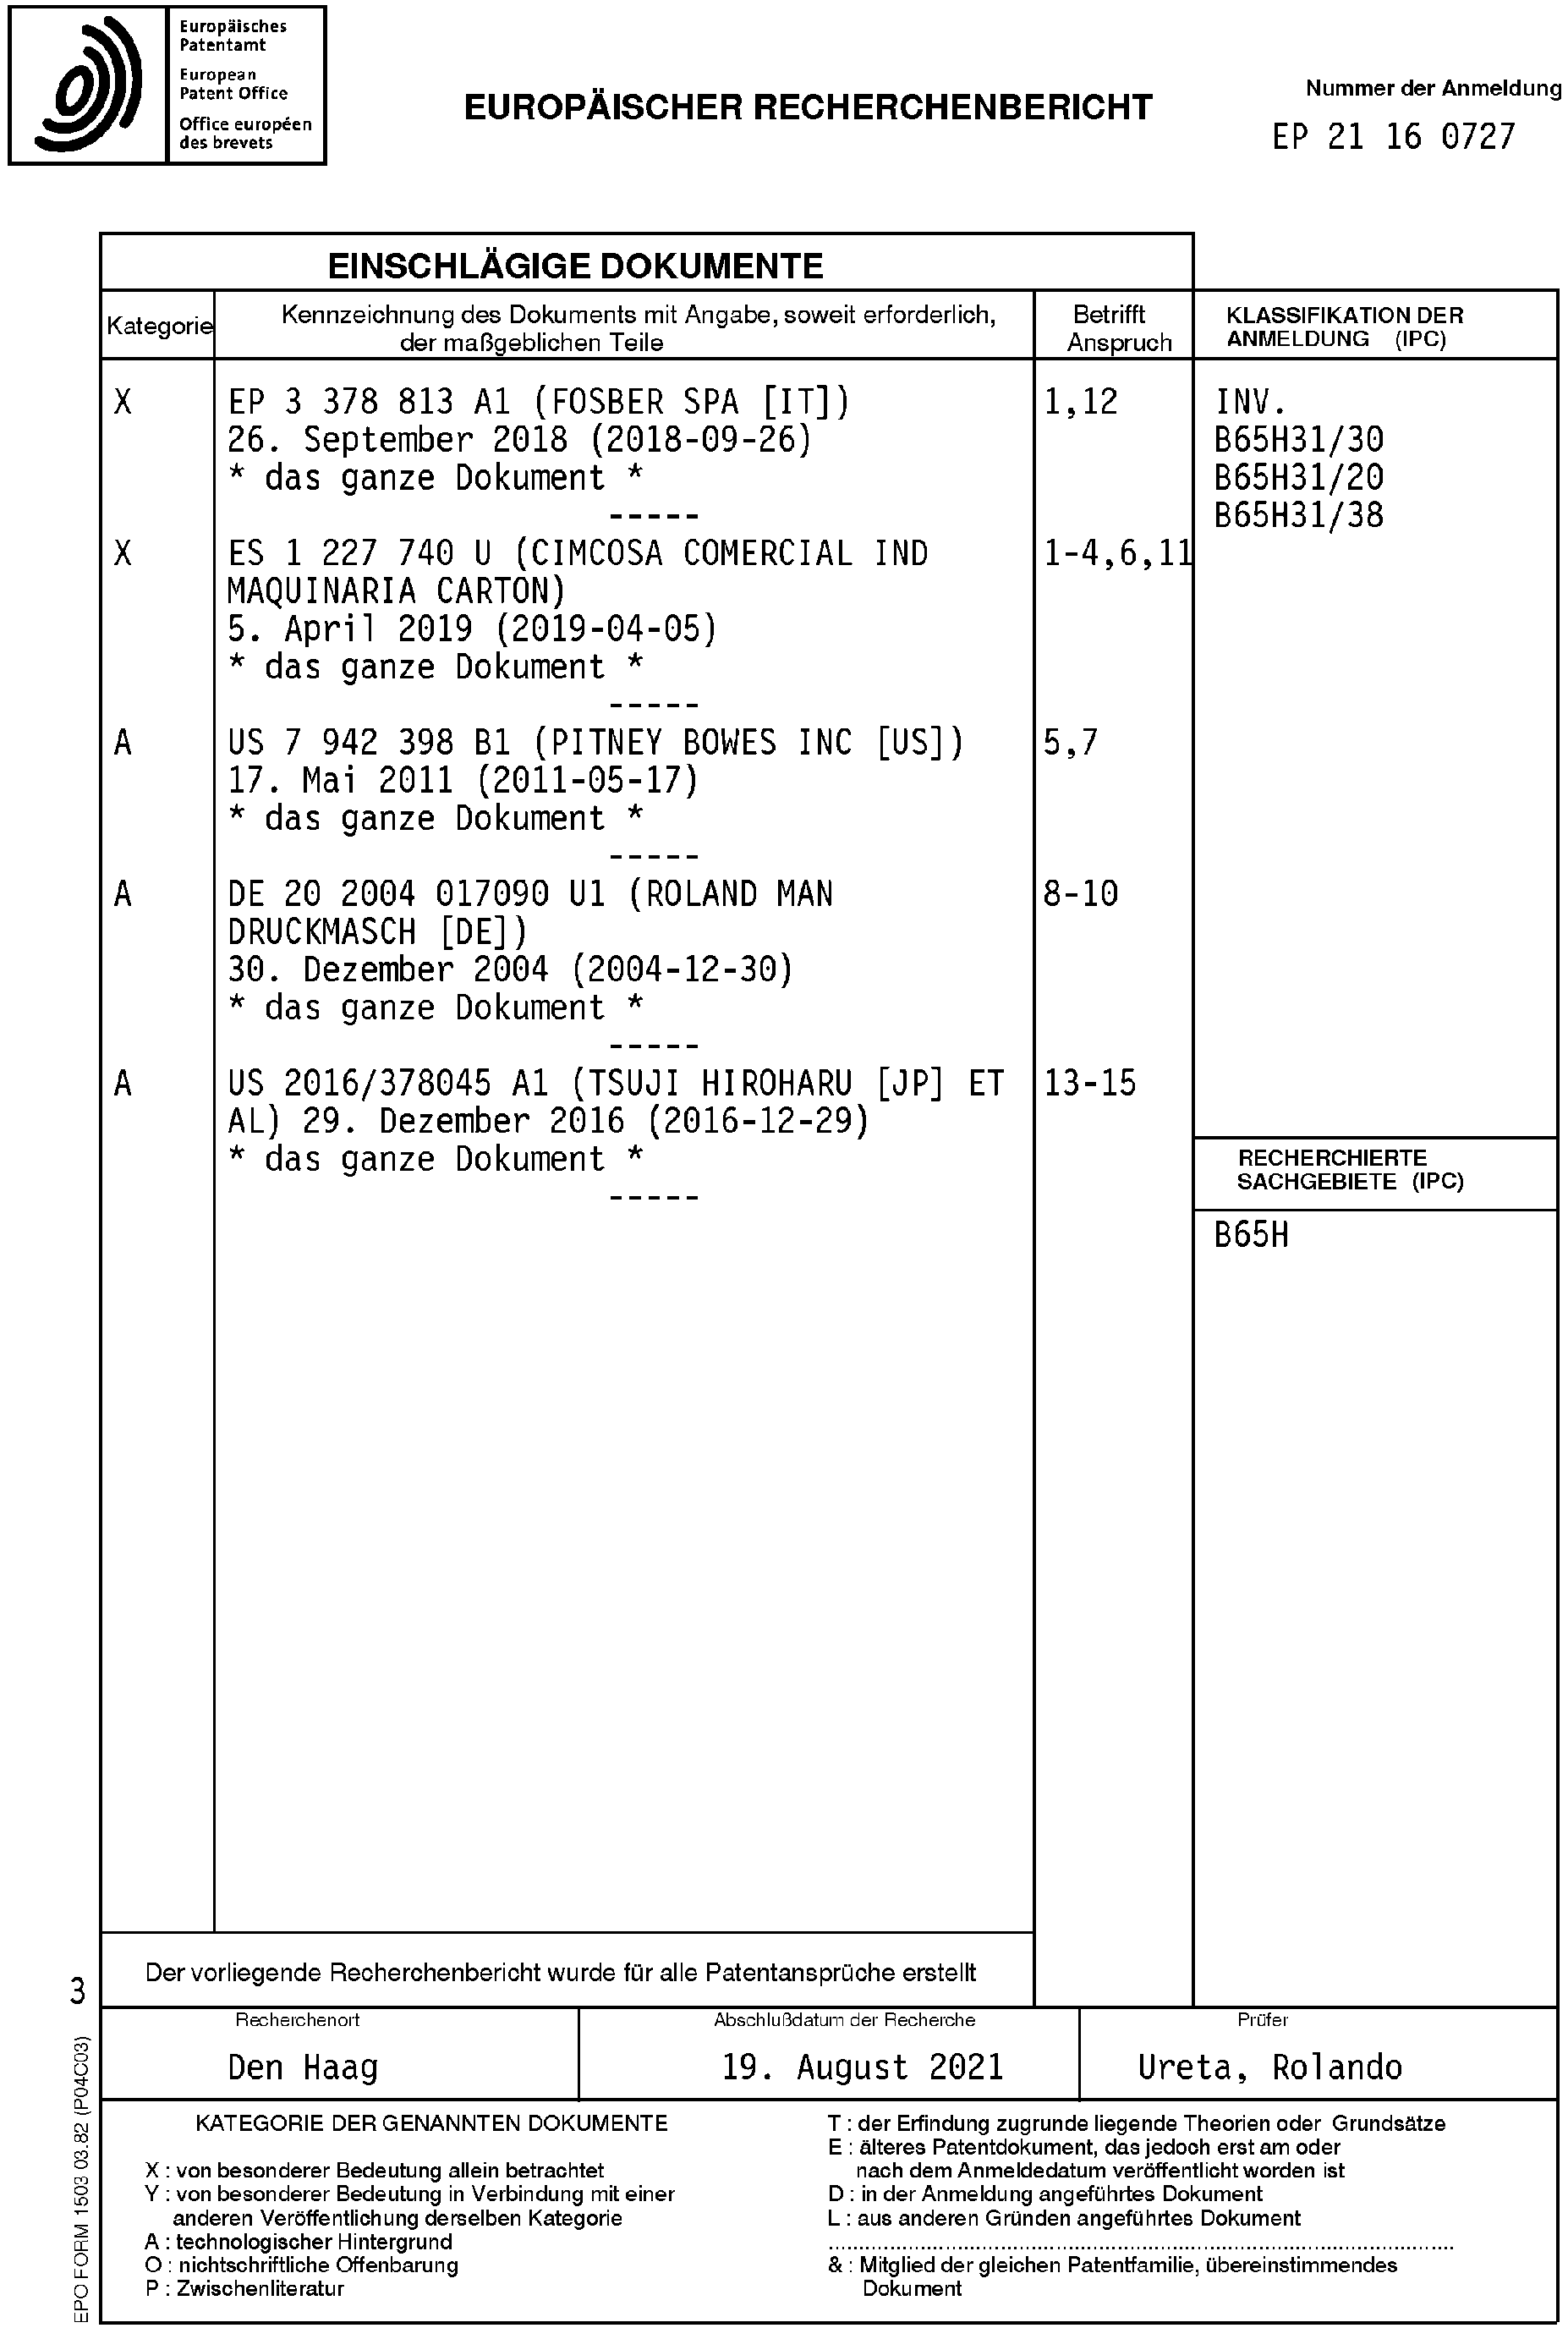 Europäisches
Patentamt
European
Patent Office
Office européen
des brevets
EUROPÄISCHER RECHERCHENBERICHT
Nummer der Anmeldung
EP 21 16 0727
EINSCHLÄGIGE DOKUMENTE
Kategorie
Kennzeichnung des Dokuments mit Angabe, soweit erforderlich,
der maßgeblichen Teile
Betrifft
Anspruch
KLASSIFIKATION DER
ANMELDUNG (IPC)
X
EP 3 378 813 A1 (FOSBER SPA [IT])
26. September 2018 (2018-09-26)
* das ganze Dokument *
-----
1,12
X
ES 1 227 740 U (CIMCOSA COMERCIAL IND
MAQUINARIA CARTON)
5. April 2019 (2019-04-05)
* das ganze Dokument *
-----
1-4,6,11
A
US 7 942 398 B1 (PITNEY BOWES INC [US])
17. Mai 2011 (2011-05-17)
* das ganze Dokument *
-----
5,7
A
DE 20 2004 017090 U1 (ROLAND MAN
DRUCKMASCH [DE])
30. Dezember 2004 (2004-12-30)
* das ganze Dokument *
-----
8-10
A
US 2016/378045 A1 (TSUJI HIROHARU [JP] ET
AL) 29. Dezember 2016 (2016-12-29)
* das ganze Dokument *
-----
13-15
INV.
B65H31/30
B65H31/20
B65H31/38
RECHERCHIERTE
SACHGEBIETE (IPC)
B65H
Der vorliegende Recherchenbericht wurde für alle Patentansprüche erstellt
3
Recherchenort
Den Haag
Abschlußdatum der Recherche
19. August 2021
Prüfer
Ureta, Rolando
KATEGORIE DER GENANNTEN DOKUMENTE
X : von besonderer Bedeutung allein betrachtet
Y : von besonderer Bedeutung in Verbindung mit einer
anderen Veröffentlichung derselben Kategorie
A : technologischer Hintergrund
O : nichtschriftliche Offenbarung
P : Zwischenliteratur
T : der Erfindung zugrunde liegende Theorien oder Grundsätze
E : älteres Patentdokument, das jedoch erst am oder
nach dem Anmeldedatum veröffentlicht worden ist
D : in der Anmeldung angeführtes Dokument
L : aus anderen Gründen angeführtes Dokument
& : Mitglied der gleichen Patentfamilie, übereinstimmendes
Dokument
EPO FORM 1503 03.82 (P04C03)